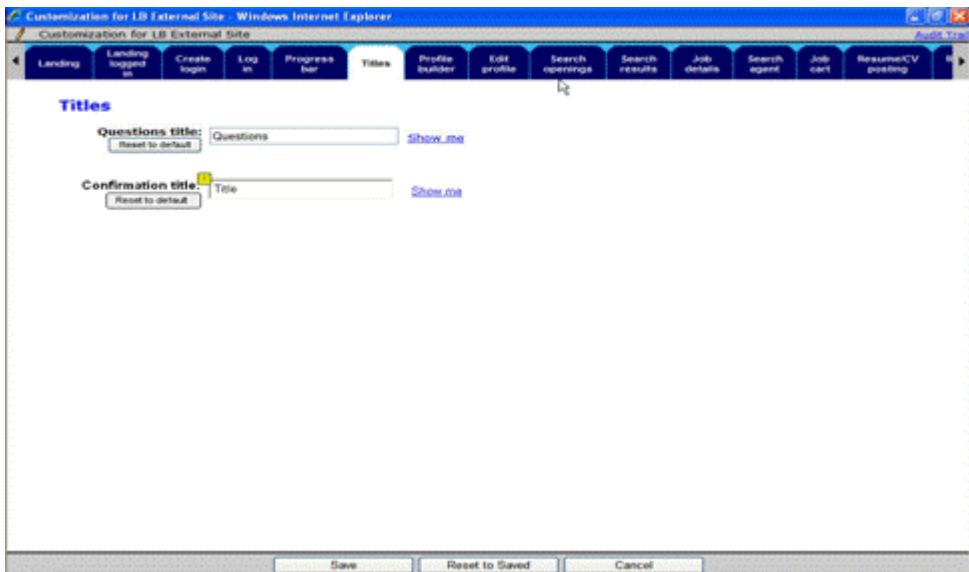 Customization for LB External Site - Windows Internet Explorer
Customization for LB External Site
Audit Trail
Landing
Landing logged in
Create login
Log in
Progress bar
Titles
Profile builder
Edit profile
Search openings
Search results
Job details
Search agent
Job cart
Resume/CV posting
Titles
Questions title:
Questions
Show me
Reset to default
Confirmation title:
Title
Show me
Reset to default
Save
Reset to Saved
Cancel